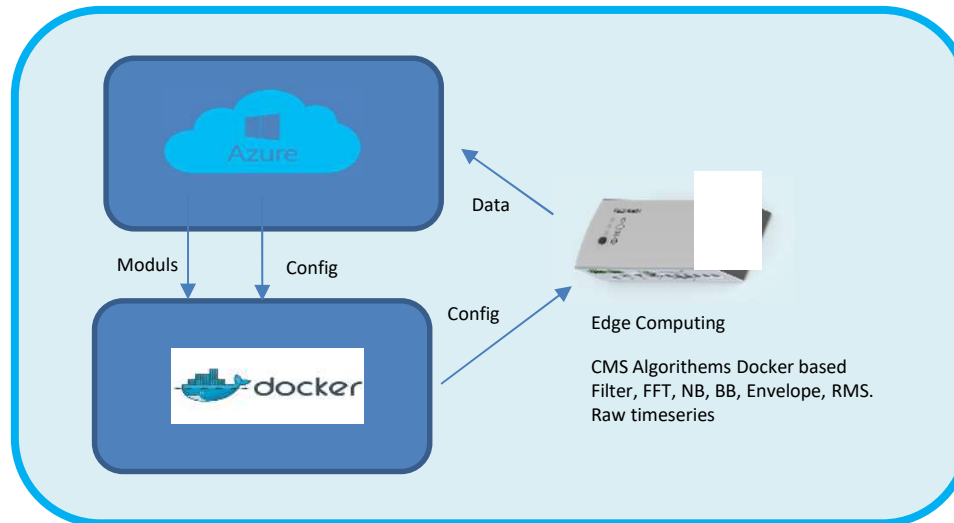 Azure
Data
Moduls
Config
Config
docker
Edge Computing
CMS Algorithems Docker based
Filter, FFT, NB, BB, Envelope, RMS.
Raw timeseries